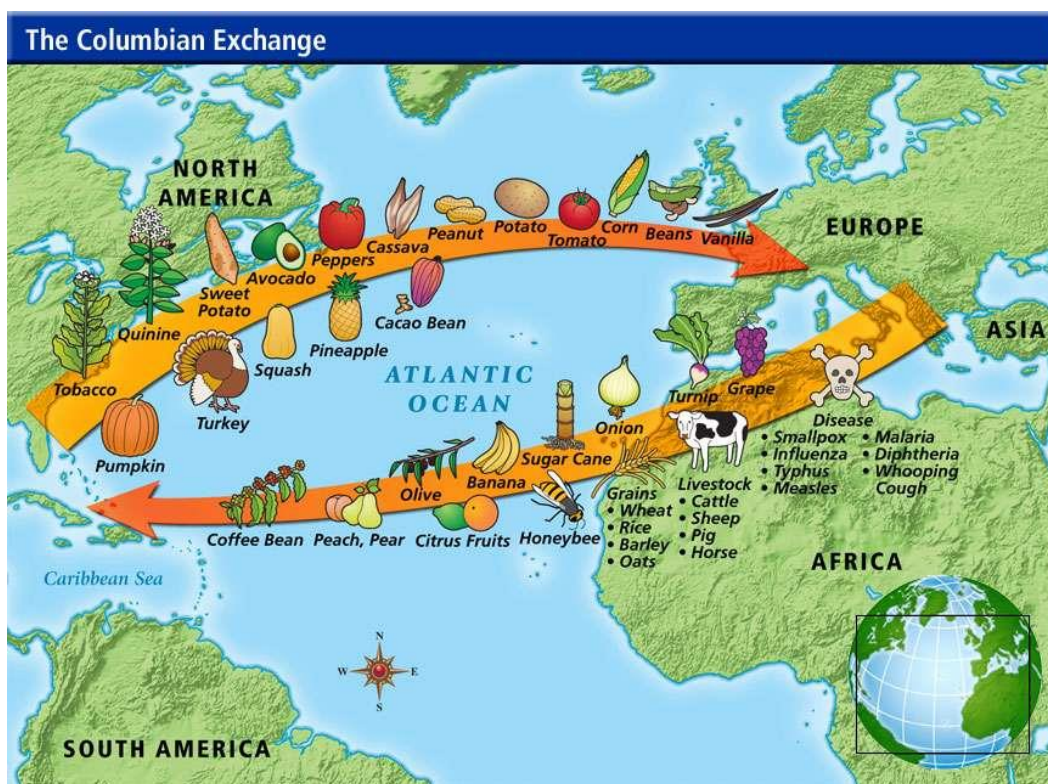 The Columbian Exchange
NORTH
AMERICA
EUROPE
ASIA
Tobacco
Quinine
Sweet
Potato
Avocado
Peppers
Cassava
Peanut
Potato
Tomato
Corn
Beans
Vanilla
Pumpkin
Turkey
Squash
Pineapple
Cacao Bean
ATLANTIC
OCEAN
Coffee Bean
Peach, Pear
Olive
Citrus Fruits
Banana
Honeybee
Sugar Cane
Onion
Grains
• Wheat
• Rice
• Barley
• Oats
Turnip
Grape
Livestock
• Cattle
• Sheep
• Pig
• Horse
Disease
• Smallpox
• Influenza
• Typhus
• Measles
• Malaria
• Diphtheria
• Whooping
Cough
AFRICA
Caribbean Sea
N
W
E
S
SOUTH AMERICA